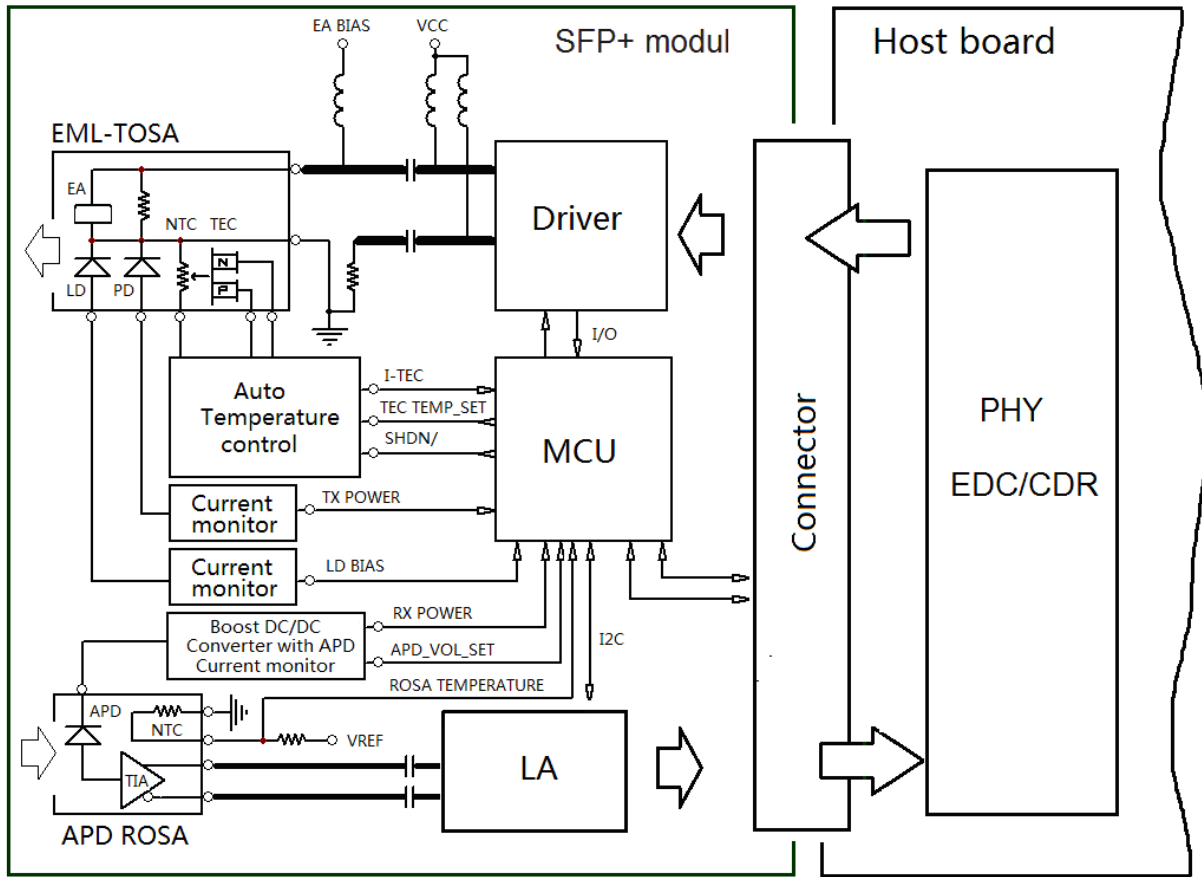 EA BIAS
VCC
SFP+ modul
Host board
EML-TOSA
EA
NTC
TEC
N
P
LD
PD
Driver
I/O
Auto
Temperature
control
I-TEC
TEC TEMP_SET
SHDN/
MCU
Connector
PHY
EDC/CDR
Current
monitor
TX POWER
Current
monitor
LD BIAS
Boost DC/DC
Converter with APD
Current monitor
RX POWER
APD_VOL_SET
I2C
ROSA TEMPERATURE
APD
NTC
VREF
TIA
LA
APD ROSA